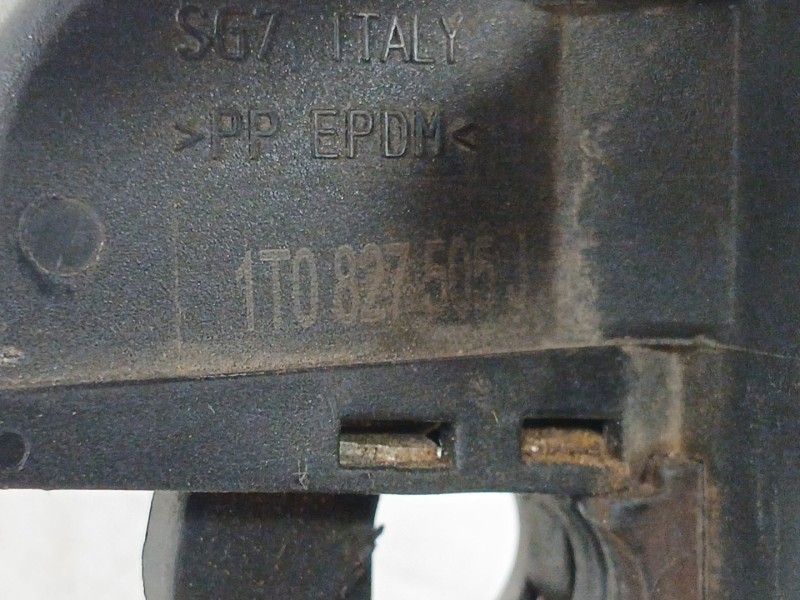 SG7 ITALY
>PP EPDM<
1T0 827 505 J